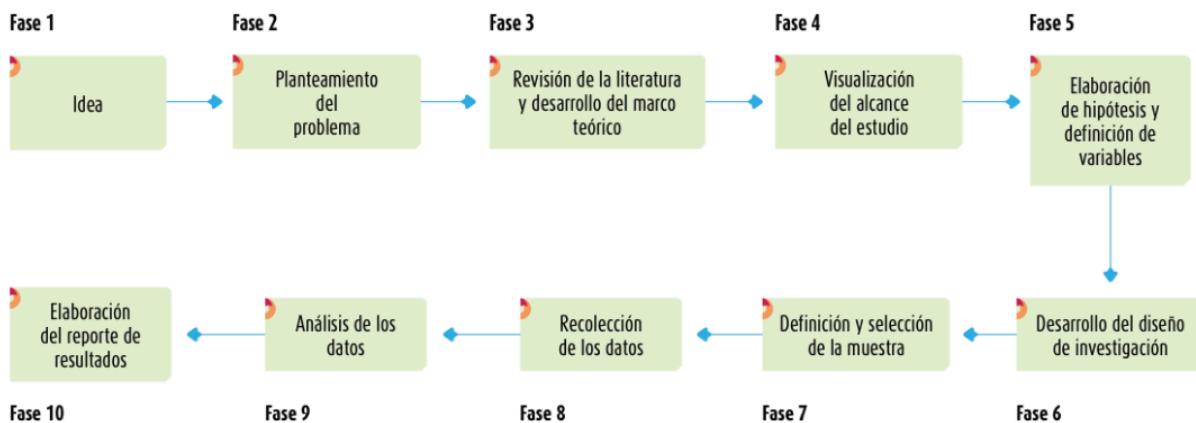 Fase 1
Idea
Fase 2
Planteamiento
del
problema
Fase 3
Revisión de la literatura
y desarrollo del marco
teórico
Fase 4
Visualización
del alcance
del estudio
Fase 5
Elaboración
de hipótesis y
definición de
variables
Desarrollo del diseño
de investigación
Fase 6
Definición y selección
de la muestra
Fase 7
Recolección
de los datos
Fase 8
Análisis de los
datos
Fase 9
Elaboración
del reporte de
resultados
Fase 10